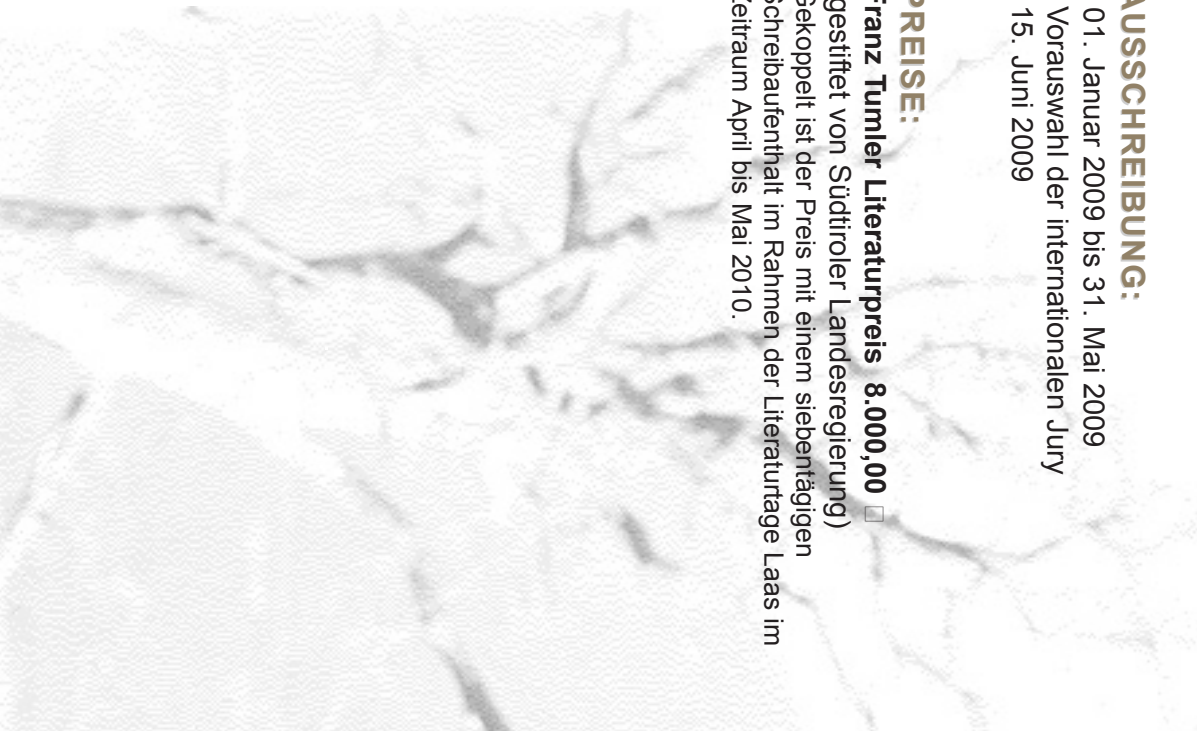 AUSSCHREIBUNG:
01. Januar 2009 bis 31. Mai 2009
Vorauswahl der internationalen Jury
15. Juni 2009
PREISE:
Franz Tumler Literaturpreis 8.000,00 □
gestiftet von Südtiroler Landesregierung)
Gekoppelt ist der Preis mit einem siebentägigen
Schreibaufenthalt im Rahmen der Literaturtage Laas im
Zeitraum April bis Mai 2010.